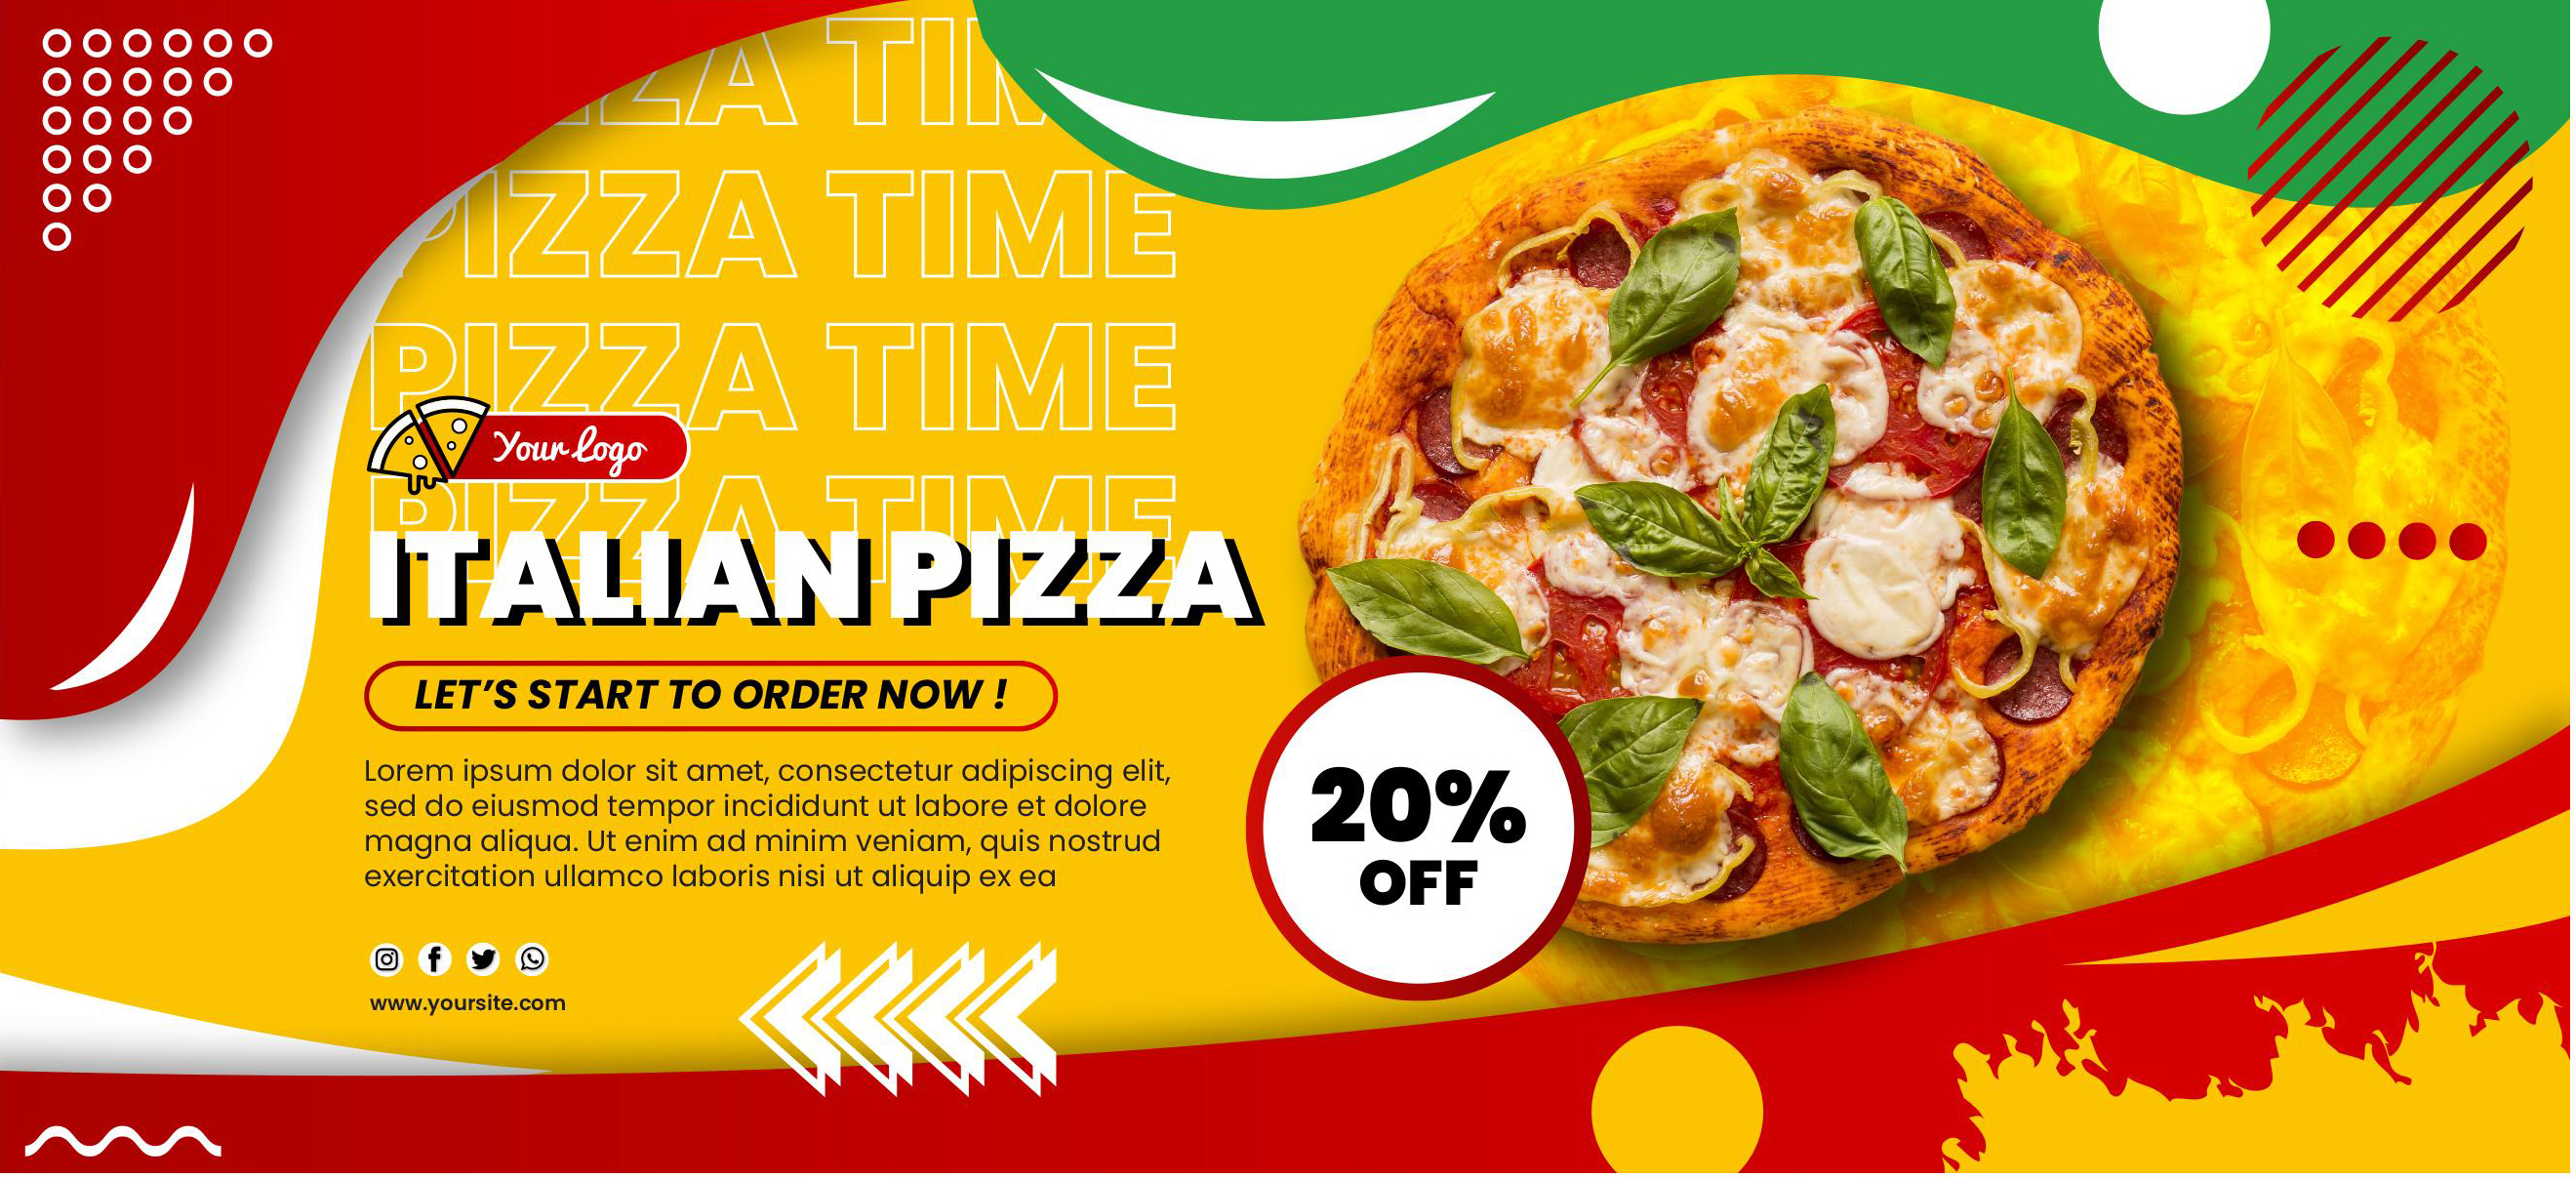 ZZA TIM
PIZZA TIME
PIZZA TIME
Your Logo
PIZZA TIME
ITALIAN PIZZA
LET’S START TO ORDER NOW !
Lorem ipsum dolor sit amet, consectetur adipiscing elit,
sed do eiusmod tempor incididunt ut labore et dolore
magna aliqua. Ut enim ad minim veniam, quis nostrud
exercitation ullamco laboris nisi ut aliquip ex ea
20%
OFF
www.yoursite.com